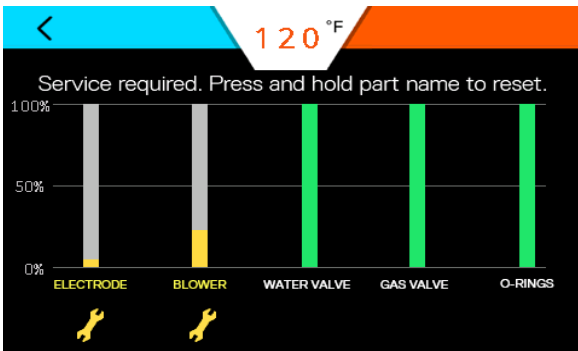 120°F
Service required. Press and hold part name to reset.
100%
50%
0%
ELECTRODE BLOWER WATER VALVE GAS VALVE O-RINGS